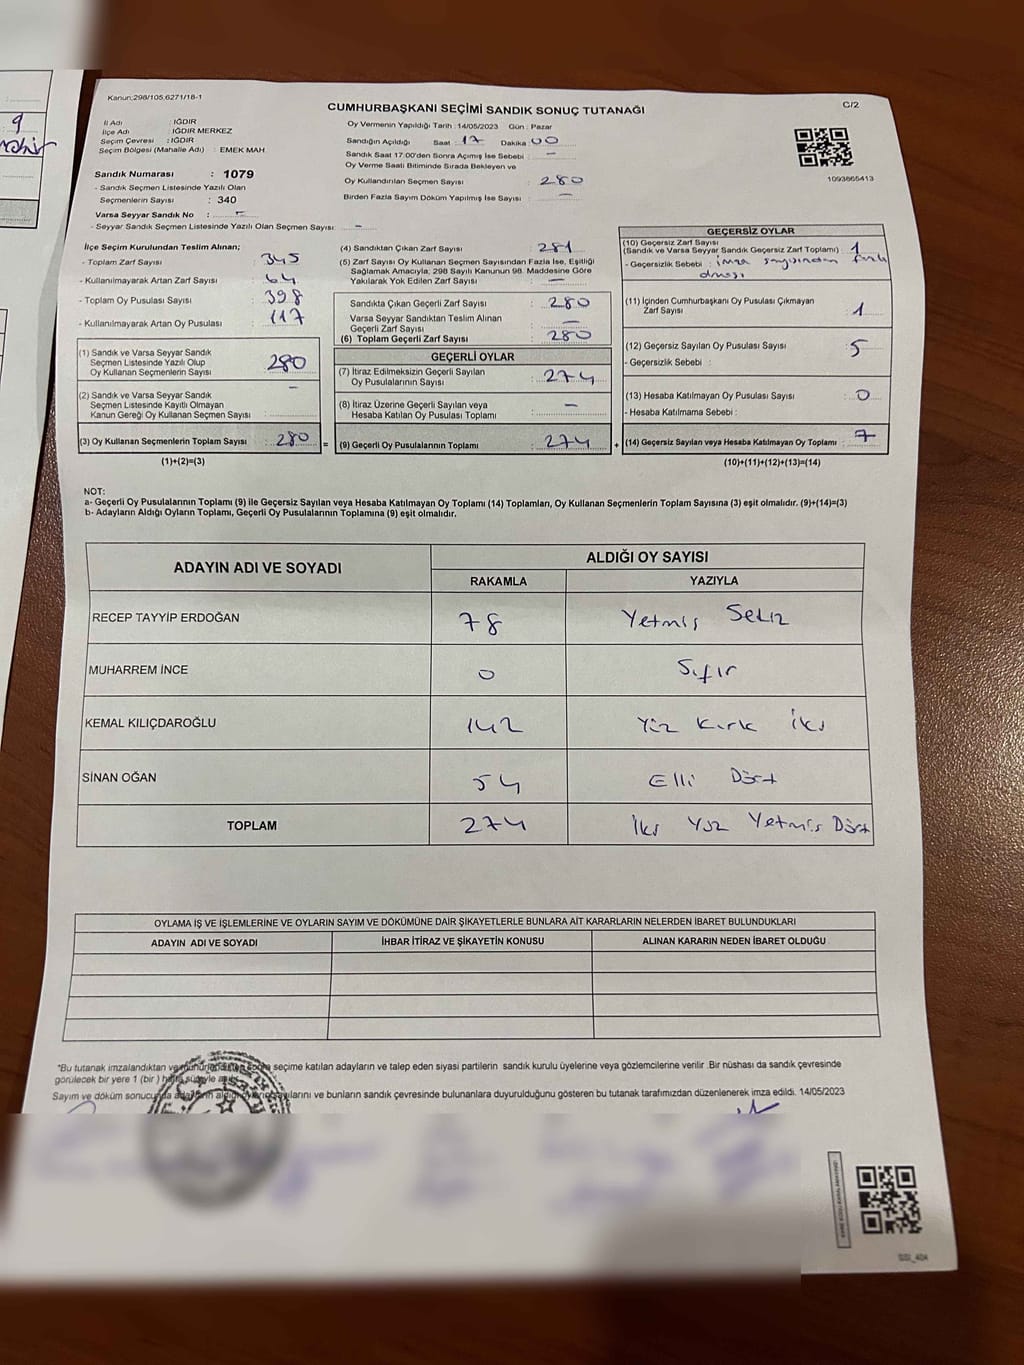 Kanun:298/105,6271/18-1
CUMHURBAŞKANI SEÇİMİ SANDIK SONUÇ TUTANAĞI
C/2
İl Adı : IĞDIR
İlçe Adı : IĞDIR MERKEZ
Seçim Çevresi : IĞDIR
Seçim Bölgesi (Mahalle Adı) : EMEK MAH.
Sandık Numarası : 1079
- Sandık Seçmen Listesinde Yazılı Olan
Seçmenlerin Sayısı : 340
Varsa Seyyar Sandık No : -
- Seyyar Sandık Seçmen Listesinde Yazılı Olan Seçmen Sayısı: -
Oy Vermenin Yapıldığı Tarih : 14/05/2023 Gün : Pazar
Sandığın Açıldığı Saat : 17 Dakika : 00
Sandık Saat 17:00'den Sonra Açımış İse Sebebi : -
Oy Verme Saati Bitiminde Sırada Bekleyen ve
Oy Kullandırılan Seçmen Sayısı : 280
Birden Fazla Sayım Döküm Yapılmış İse Sayısı : -
1093865413
İlçe Seçim Kurulundan Teslim Alınan;
- Toplam Zarf Sayısı : 345
- Kullanılmayarak Artan Zarf Sayısı : 64
- Toplam Oy Pusulası Sayısı : 398
- Kullanılmayarak Artan Oy Pusulası : 117
(1) Sandık ve Varsa Seyyar Sandık
Seçmen Listesinde Yazılı Olup
Oy Kullanan Seçmenlerin Sayısı : 280
(2) Sandık ve Varsa Seyyar Sandık
Seçmen Listesinde Kayıtlı Olmayan
Kanun Gereği Oy Kullanan Seçmen Sayısı : -
(3) Oy Kullanan Seçmenlerin Toplam Sayısı : 280 =
(1)+(2)=(3)
(4) Sandıktan Çıkan Zarf Sayısı : 281
(5) Zarf Sayısı Oy Kullanan Seçmen Sayısından Fazla İse, Eşitliği
Sağlamak Amacıyla; 298 Sayılı Kanunun 98. Maddesine Göre
Yakılarak Yok Edilen Zarf Sayısı : -
Sandıkta Çıkan Geçerli Zarf Sayısı : 280
Varsa Seyyar Sandıktan Teslim Alınan
Geçerli Zarf Sayısı : -
(6) Toplam Geçerli Zarf Sayısı : 280
GEÇERLİ OYLAR
(7) İtiraz Edilmeksizin Geçerli Sayılan
Oy Pusulalarının Sayısı : 274
(8) İtiraz Üzerine Geçerli Sayılan veya
Hesaba Katılan Oy Pusulası Toplamı : -
(9) Geçerli Oy Pusulalarının Toplamı : 274 +
GEÇERSİZ OYLAR
(10) Geçersiz Zarf Sayısı
(Sandık ve Varsa Seyyar Sandık Geçersiz Zarf Toplamı) : 1
- Geçersizlik Sebebi : imza sayısından fazla
olması
(11) İçinden Cumhurbaşkanı Oy Pusulası Çıkmayan
Zarf Sayısı : 1
(12) Geçersiz Sayılan Oy Pusulası Sayısı : 5
- Geçersizlik Sebebi :
(13) Hesaba Katılmayan Oy Pusulası Sayısı : 0
- Hesaba Katılmama Sebebi :
(14) Geçersiz Sayılan veya Hesaba Katılmayan Oy Toplamı : 7
(10)+(11)+(12)+(13)=(14)
NOT:
a- Geçerli Oy Pusulalarının Toplamı (9) ile Geçersiz Sayılan veya Hesaba Katılmayan Oy Toplamı (14) Toplamları, Oy Kullanan Seçmenlerin Toplam Sayısına (3) eşit olmalıdır. (9)+(14)=(3)
b- Adayların Aldığı Oyların Toplamı, Geçerli Oy Pusulalarının Toplamına (9) eşit olmalıdır.
ADAYIN ADI VE SOYADI ALDIĞI OY SAYISI
RAKAMLA YAZIYLA
RECEP TAYYİP ERDOĞAN 78 Yetmiş Sekiz
MUHARREM İNCE 0 Sıfır
KEMAL KILIÇDAROĞLU 142 Yüz Kırk İki
SİNAN OĞAN 54 Elli Dört
TOPLAM 274 İki Yüz Yetmiş Dört
OYLAMA İŞ VE İŞLEMLERİNE VE OYLARIN SAYIM VE DÖKÜMÜNE DAİR ŞİKAYETLERLE BUNLARA AİT KARARLARIN NELERDEN İBARET BULUNDUKLARI
ADAYIN ADI VE SOYADI İHBAR İTİRAZ VE ŞİKAYETİN KONUSU ALINAN KARARIN NEDEN İBARET OLDUĞU
"Bu tutanak imzalandıktan ve sonra seçime katılan adayların ve talep eden siyasi partilerin sandık kurulu üyelerine veya gözlemcilerine verilir .Bir nüshası da sandık çevresinde
görülecek bir yere 1 (bir )
Sayım ve döküm sonucunda ve bunların sandık çevresinde bulunanlara duyurulduğunu gösteren bu tutanak tarafımızdan düzenlenerek imza edildi. 14/05/2023